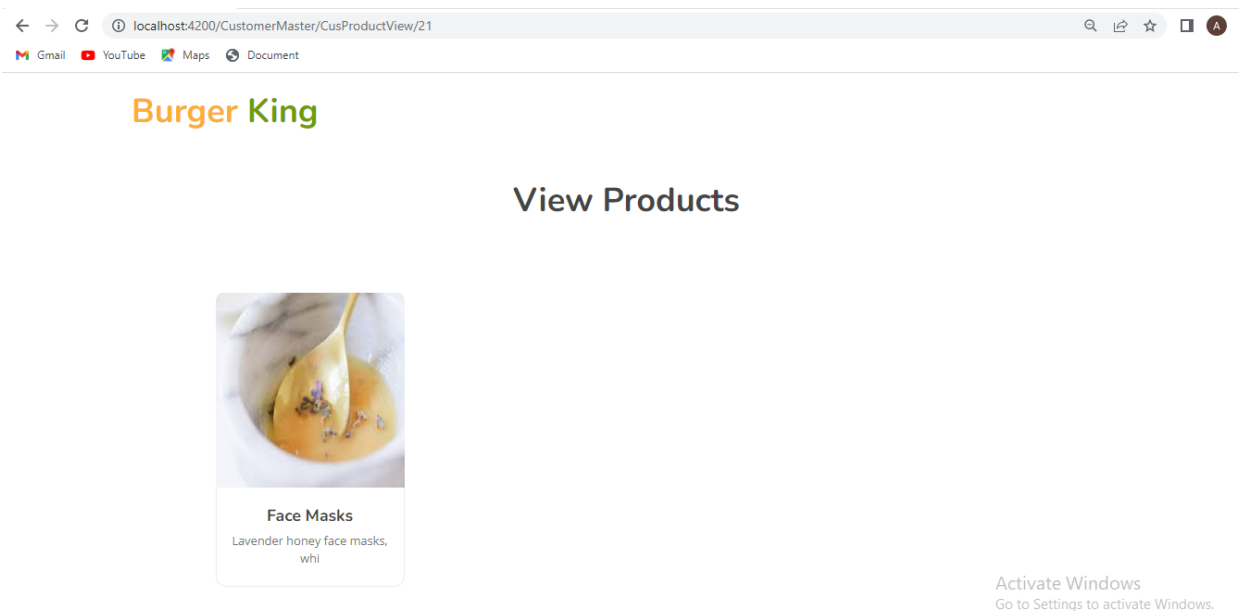 localhost:4200/CustomerMaster/CusProductView/21
A
Gmail YouTube Maps Document
Burger King
View Products
Face Masks
Lavender honey face masks,
whi
Activate Windows
Go to Settings to activate Windows.